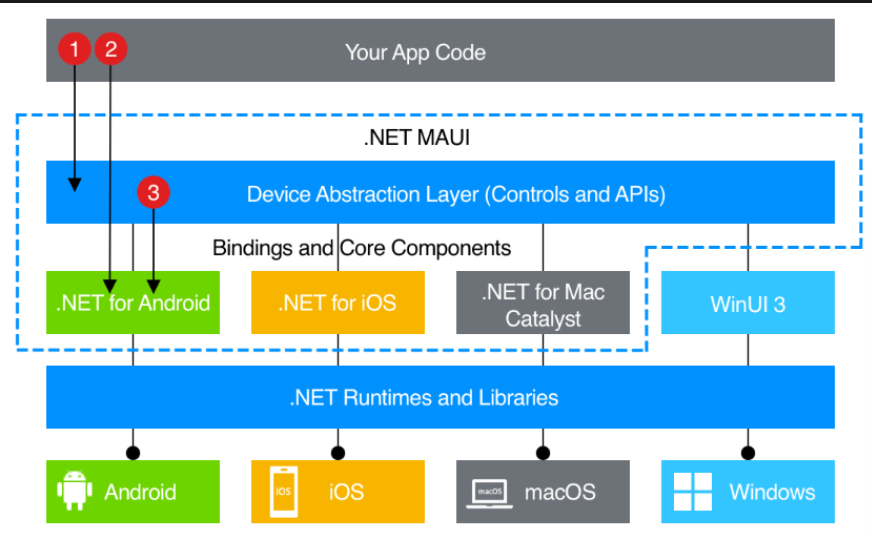 1 2 Your App Code
.NET MAUI
3 Device Abstraction Layer (Controls and APIs)
Bindings and Core Components
.NET for Android
.NET for iOS
.NET for Mac
Catalyst
WinUI 3
.NET Runtimes and Libraries
Android
iOS iOS
macOS macOS
Windows